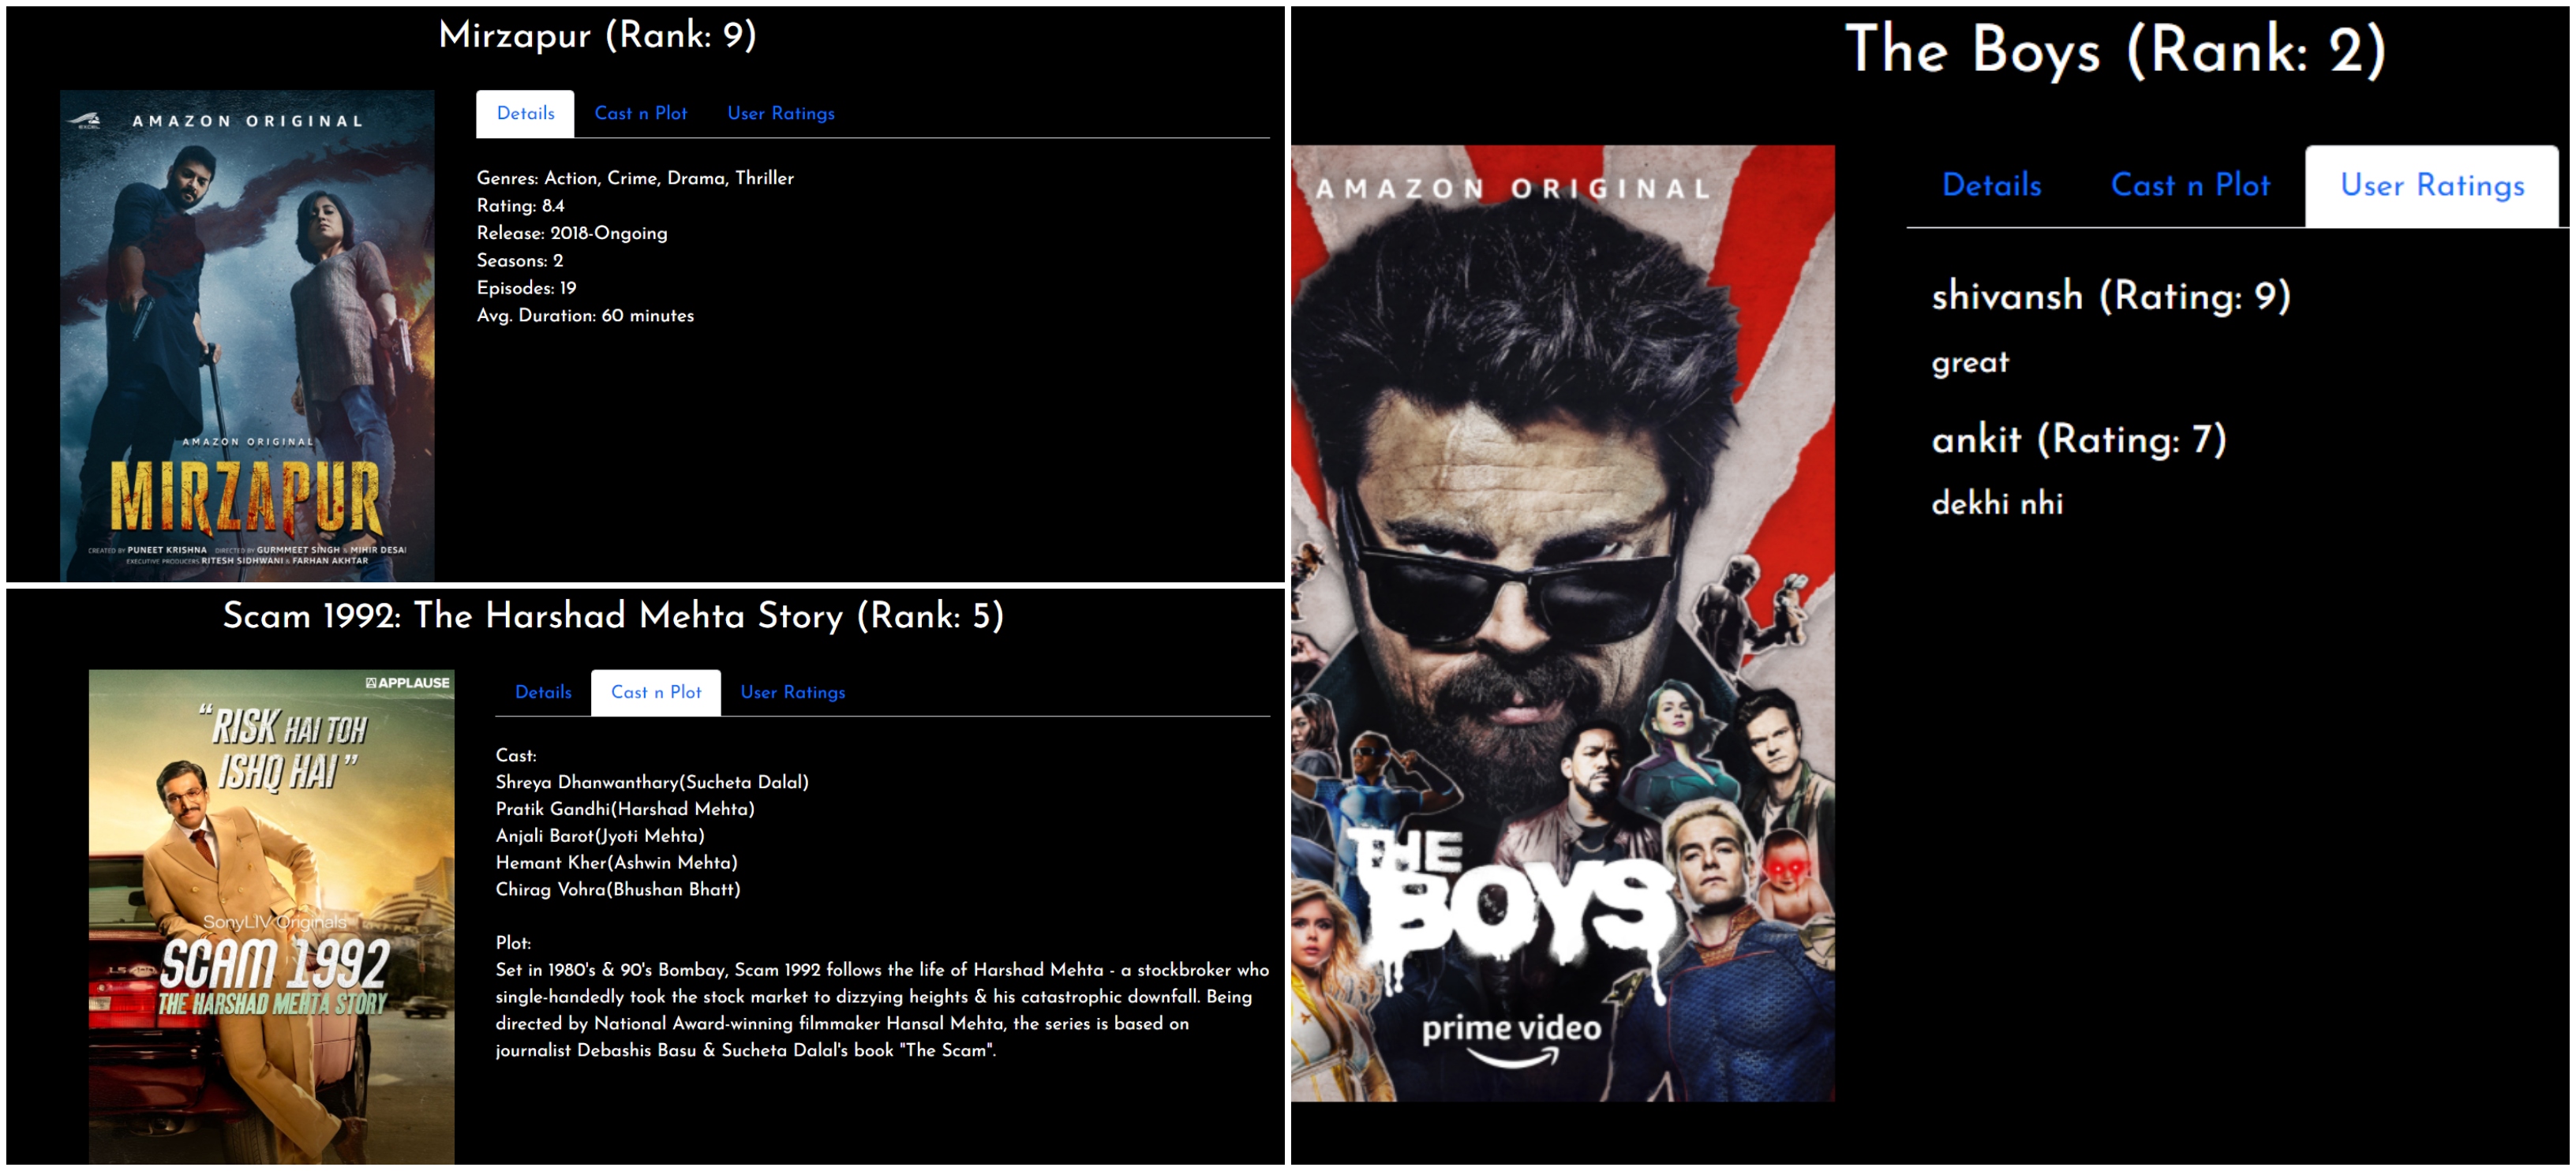 Mirzapur (Rank: 9)
EXCEL
AMAZON ORIGINAL
AMAZON ORIGINAL
MIRZAPUR
CREATED BY PUNEET KRISHNA DIRECTED BY GURMMEET SINGH & MIHIR DESAI
EXECUTIVE PRODUCERS RITESH SIDHWANI & FARHAN AKHTAR
Details Cast n Plot User Ratings
Genres: Action, Crime, Drama, Thriller
Rating: 8.4
Release: 2018-Ongoing
Seasons: 2
Episodes: 19
Avg. Duration: 60 minutes
Scam 1992: The Harshad Mehta Story (Rank: 5)
APPLAUSE
“RISK HAI TOH
ISHQ HAI”
SonyLIV Originals
SCAM 1992
THE HARSHAD MEHTA STORY
Details Cast n Plot User Ratings
Cast:
Shreya Dhanwanthary(Sucheta Dalal)
Pratik Gandhi(Harshad Mehta)
Anjali Barot(Jyoti Mehta)
Hemant Kher(Ashwin Mehta)
Chirag Vohra(Bhushan Bhatt)
Plot:
Set in 1980's & 90's Bombay, Scam 1992 follows the life of Harshad Mehta - a stockbroker who
single-handedly took the stock market to dizzying heights & his catastrophic downfall. Being
directed by National Award-winning filmmaker Hansal Mehta, the series is based on
journalist Debashis Basu & Sucheta Dalal's book "The Scam".
The Boys (Rank: 2)
AMAZON ORIGINAL
THE
BOYS
prime video
Details Cast n Plot User Ratings
shivansh (Rating: 9)
great
ankit (Rating: 7)
dekhi nhi